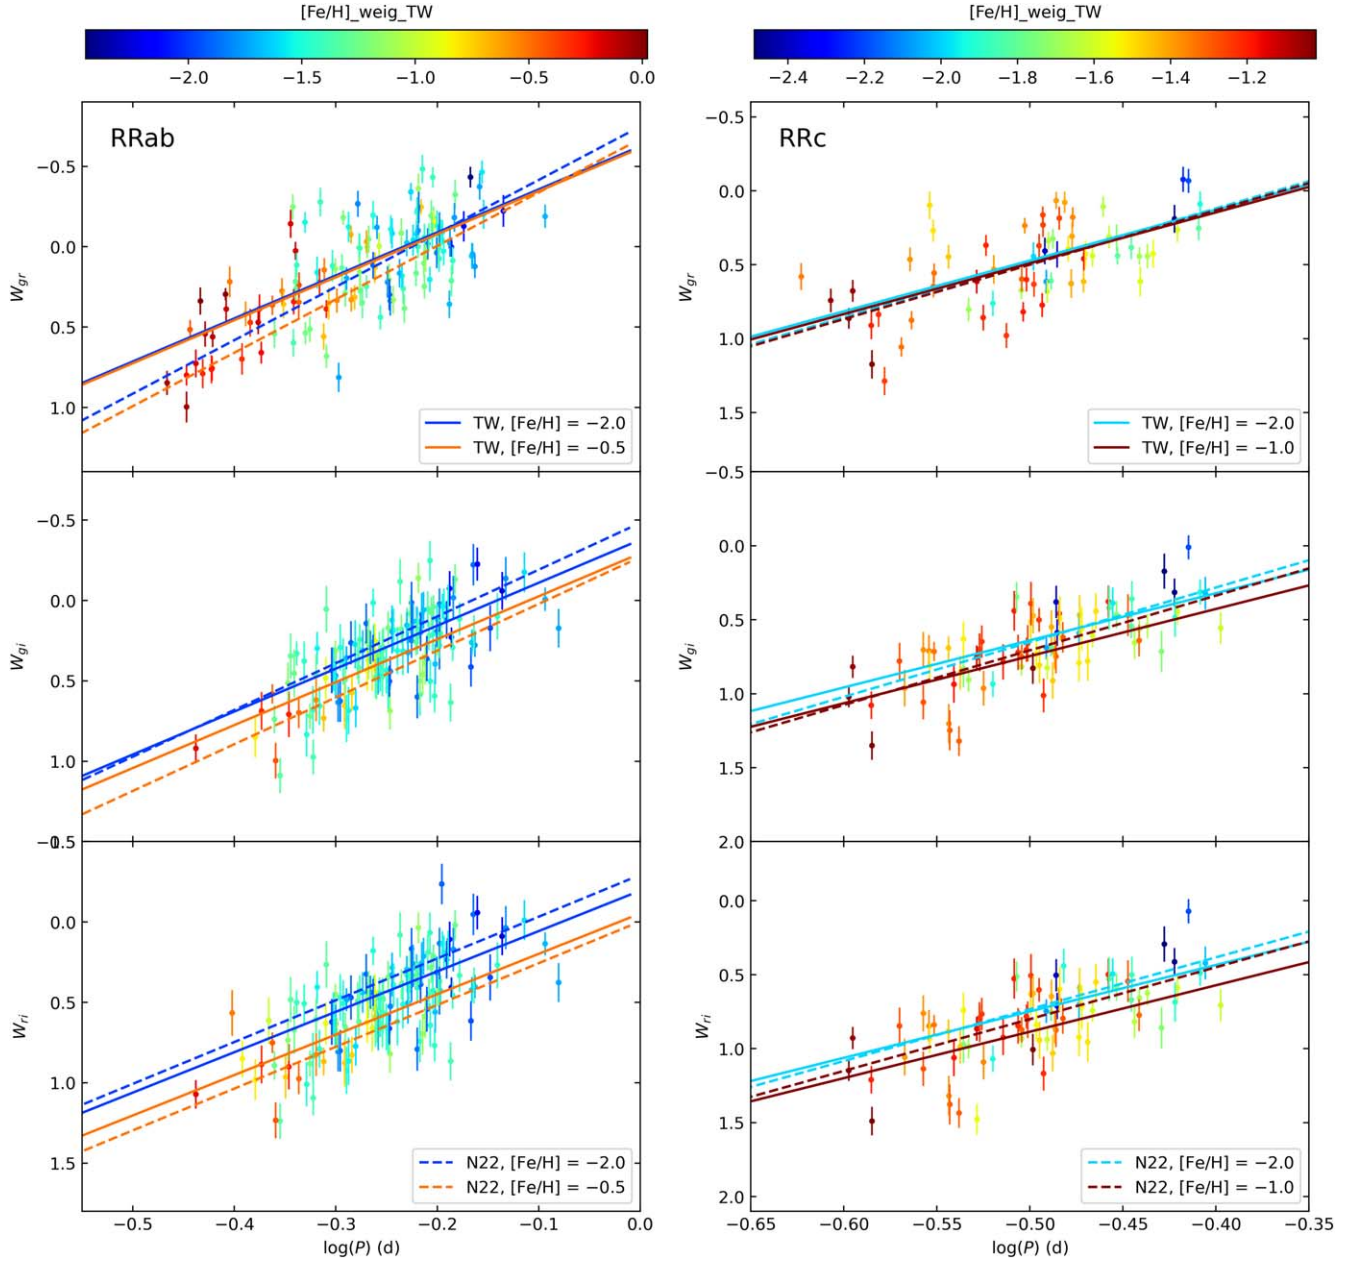 [Fe/H]_weig_TW
−2.0 −1.5 −1.0 −0.5 0.0
[Fe/H]_weig_TW
−2.4 −2.2 −2.0 −1.8 −1.6 −1.4 −1.2
RRab
−0.5
0.0
0.5
1.0
W_gr
TW, [Fe/H] = −2.0
TW, [Fe/H] = −0.5
RRc
−0.5
0.0
0.5
1.0
1.5
W_gr
TW, [Fe/H] = −2.0
TW, [Fe/H] = −1.0
−0.5
0.0
0.5
1.0
W_gi
−0.5
0.0
0.5
1.0
1.5
2.0
W_gi
0.0
0.5
1.0
1.5
W_ri
N22, [Fe/H] = −2.0
N22, [Fe/H] = −0.5
−0.5 −0.4 −0.3 −0.2 −0.1 0.0
log(P) (d)
0.0
0.5
1.0
1.5
2.0
W_ri
N22, [Fe/H] = −2.0
N22, [Fe/H] = −1.0
−0.65 −0.60 −0.55 −0.50 −0.45 −0.40 −0.35
log(P) (d)